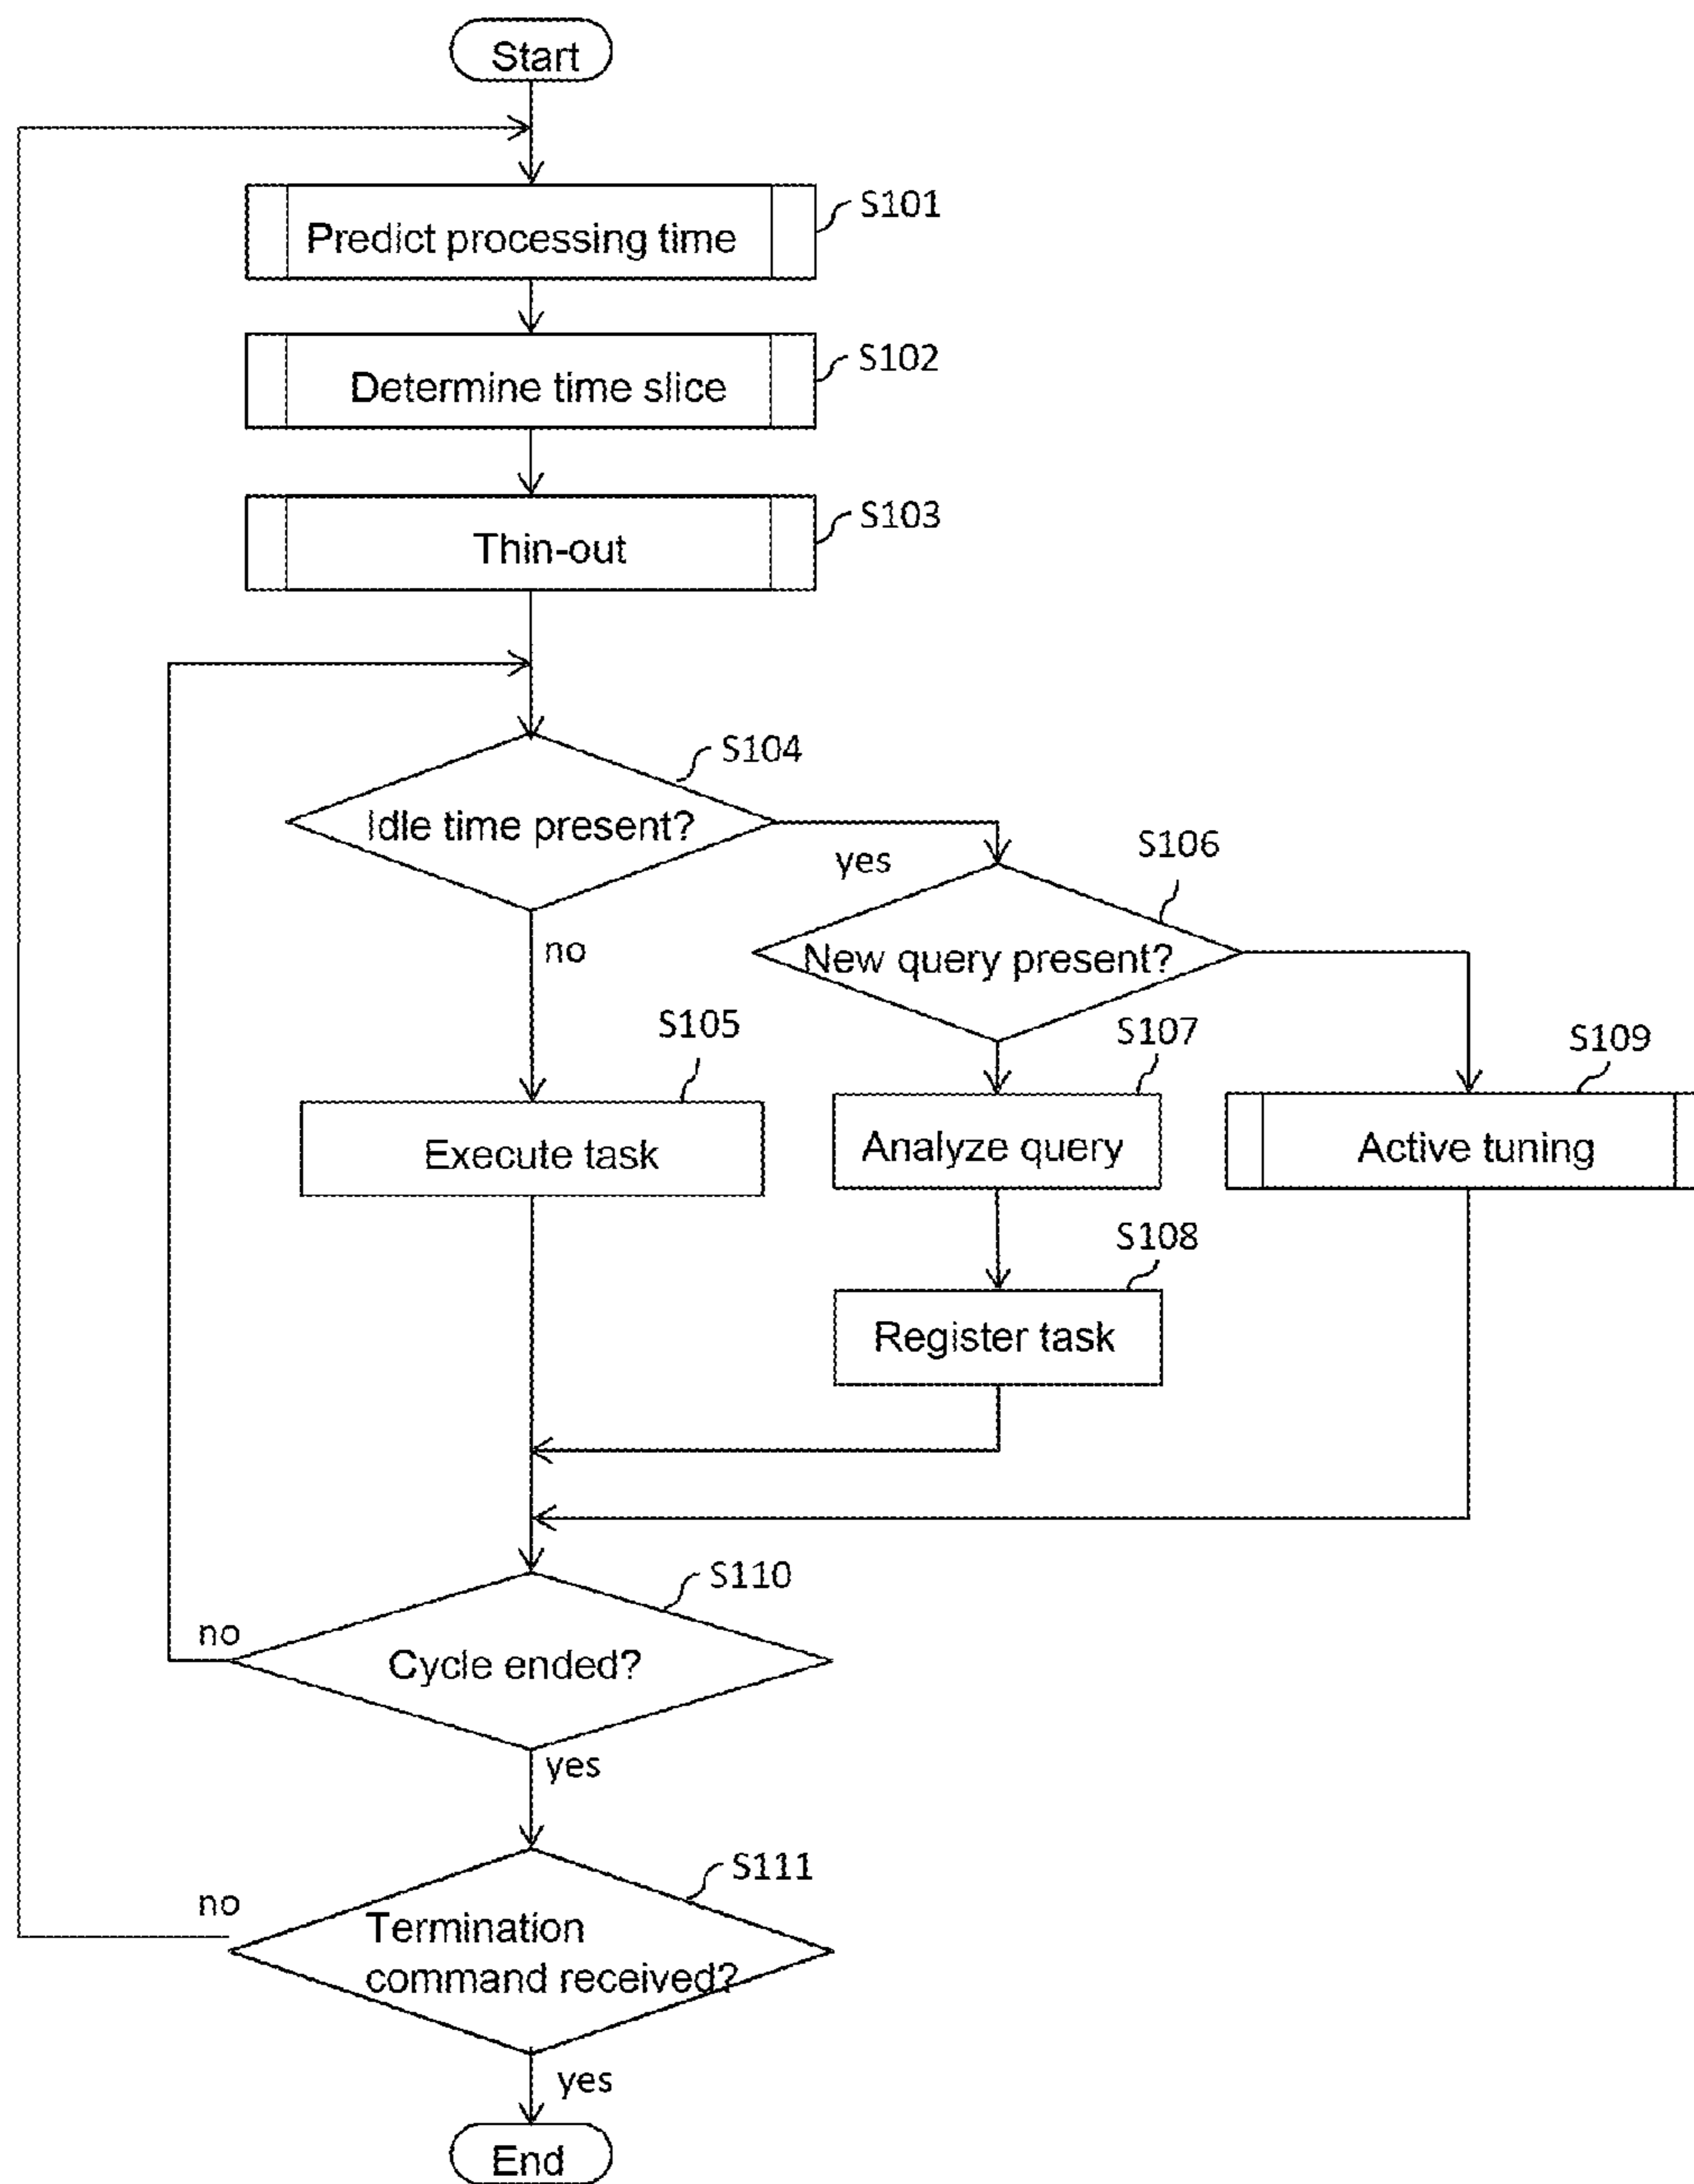 Start
S101
Predict processing time
S102
Determine time slice
S103
Thin-out
S104
Idle time present?
yes
S106
no
New query present?
S105
S107
S109
Execute task
Analyze query
Active tuning
S108
Register task
S110
no
Cycle ended?
yes
S111
no
Termination
command received?
yes
End